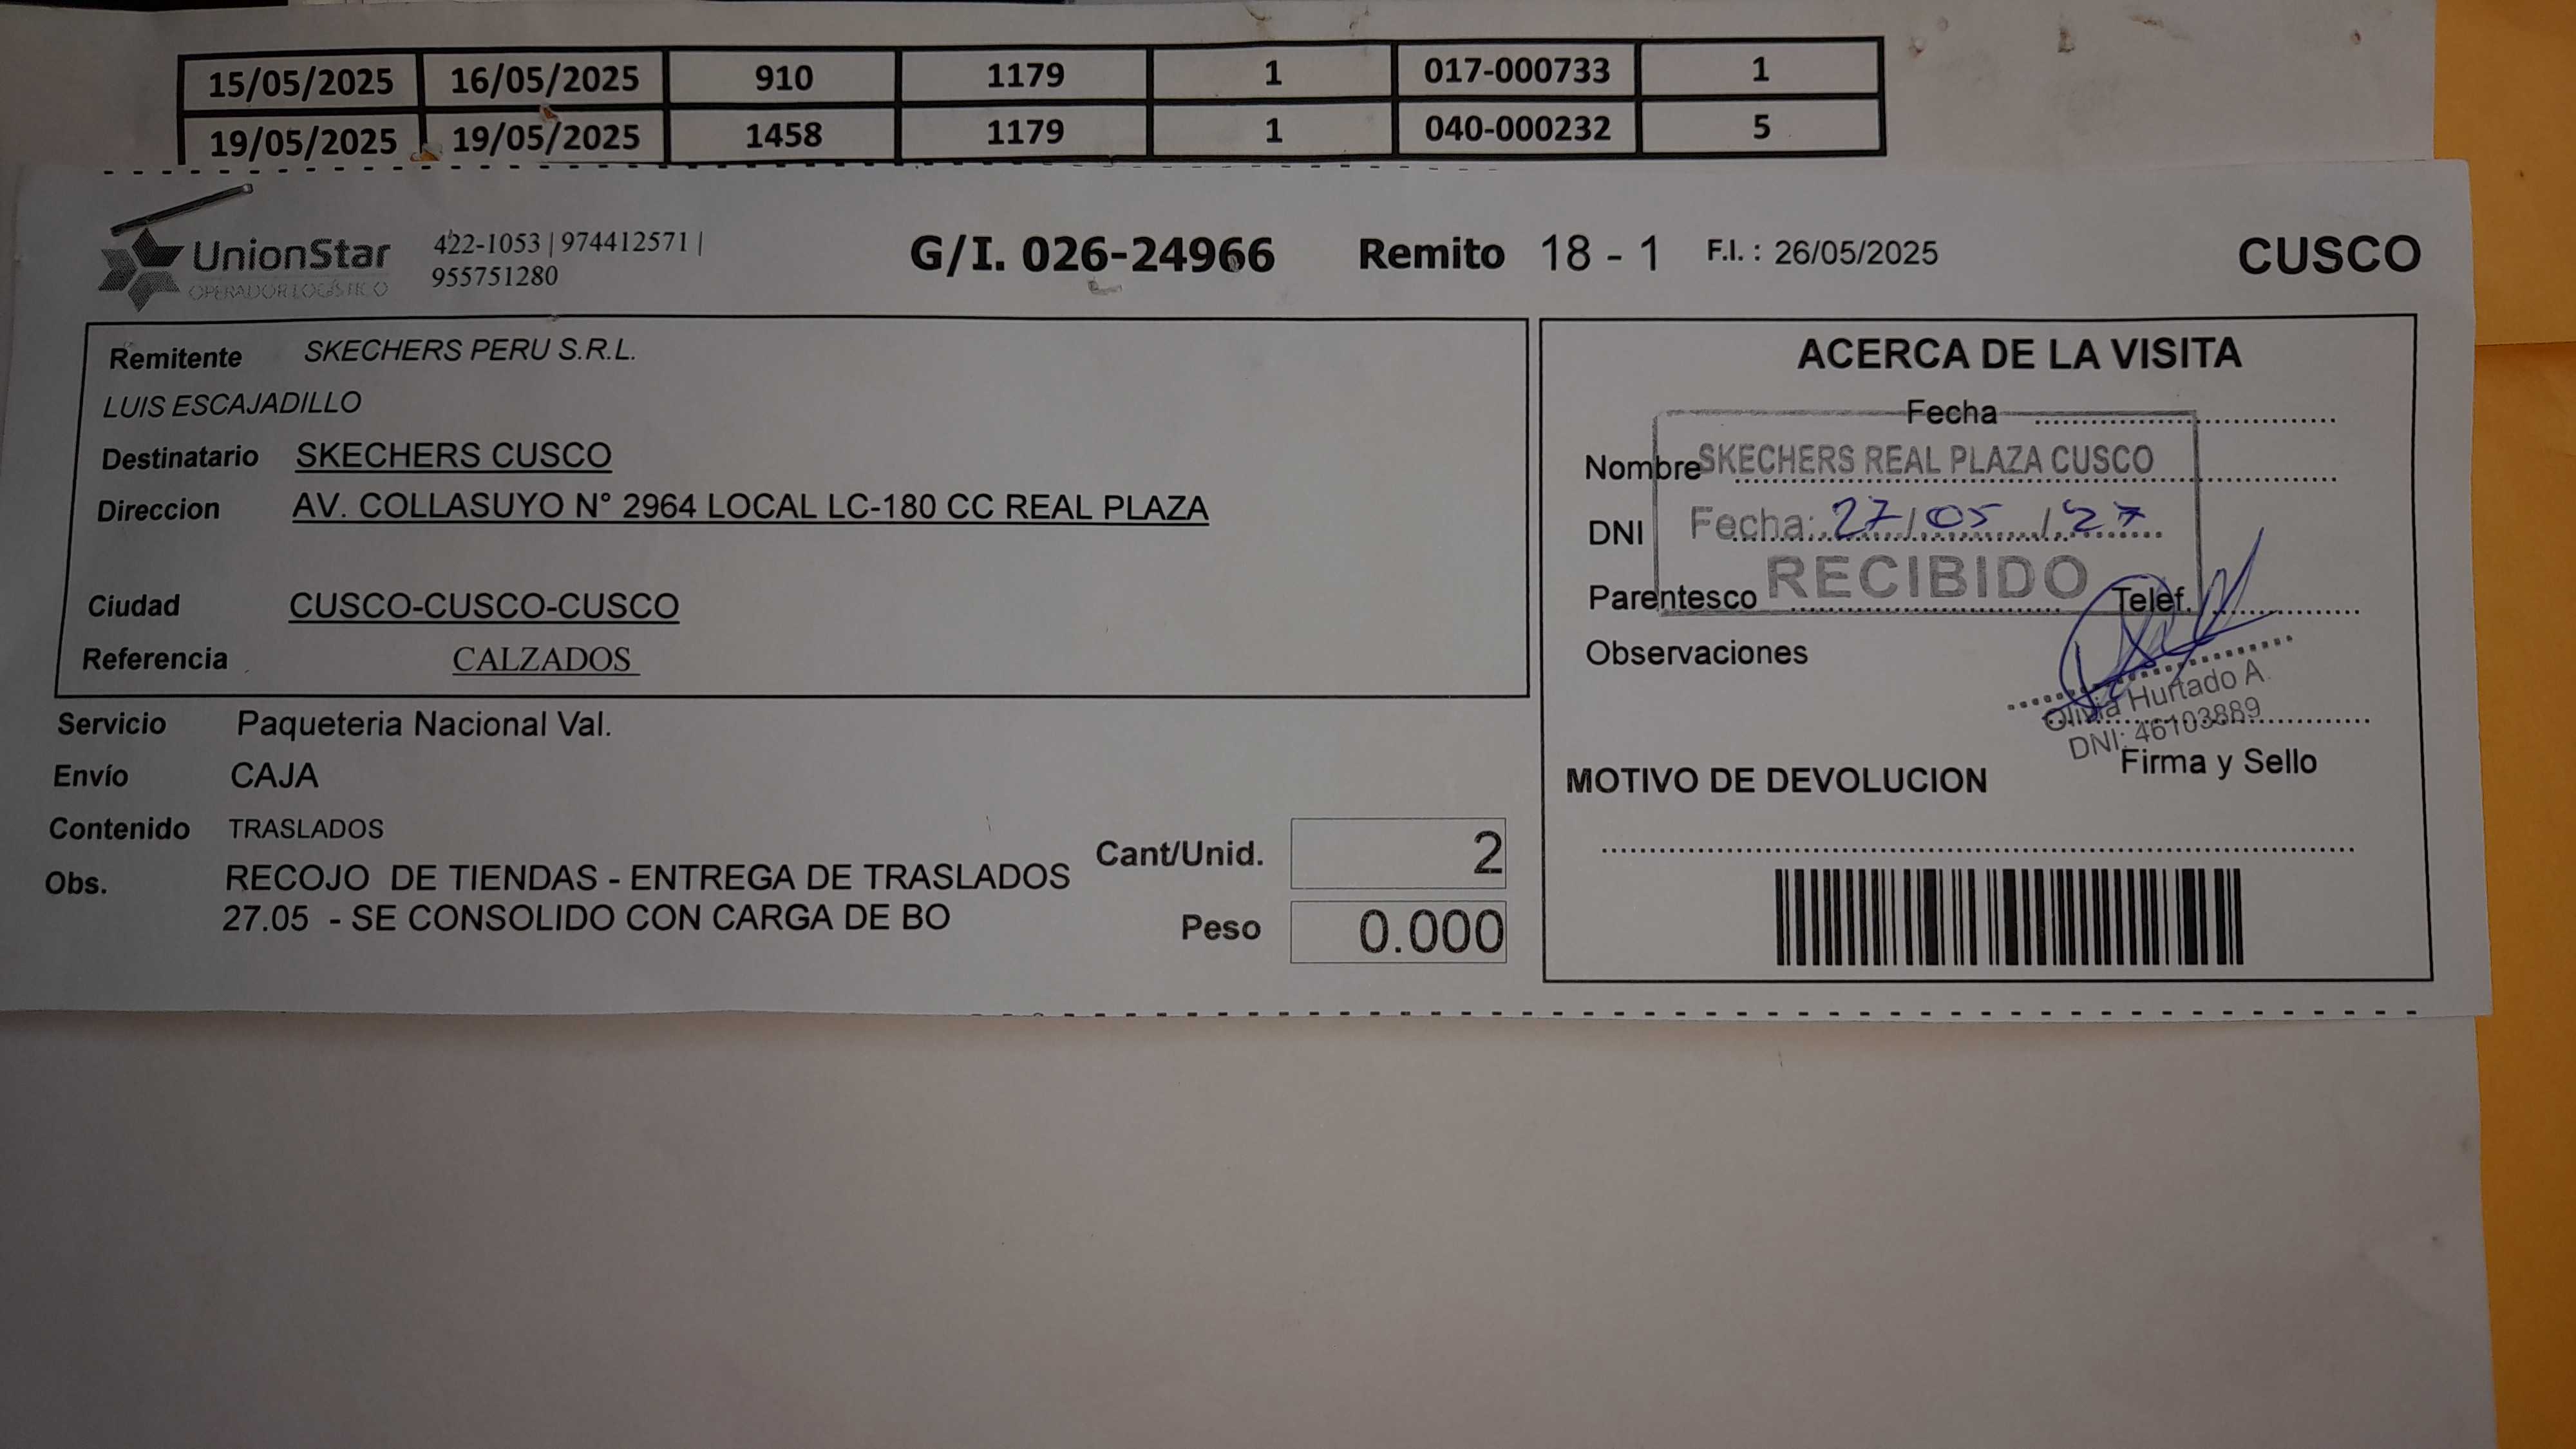 15/05/2025 16/05/2025 910 1179 1 017-000733 1
19/05/2025 19/05/2025 1458 1179 1 040-000232 5
UnionStar
OPERADOR LOGÍSTICO
422-1053 | 974412571 |
955751280
G/I. 026-24966 Remito 18 - 1 F.I. : 26/05/2025 CUSCO
Remitente SKECHERS PERU S.R.L.
LUIS ESCAJADILLO
Destinatario SKECHERS CUSCO
Direccion AV. COLLASUYO N° 2964 LOCAL LC-180 CC REAL PLAZA
Ciudad CUSCO-CUSCO-CUSCO
Referencia CALZADOS
Servicio Paqueteria Nacional Val.
Envío CAJA
Contenido TRASLADOS
Obs. RECOJO DE TIENDAS - ENTREGA DE TRASLADOS
27.05 - SE CONSOLIDO CON CARGA DE BO
Cant/Unid. 2
Peso 0.000
ACERCA DE LA VISITA
Fecha
Nombre
DNI
Parentesco Telef.
Observaciones
SKECHERS REAL PLAZA CUSCO
Fecha: 27/05/27
RECIBIDO
Olivia Hurtado A.
DNI: 46103889
Firma y Sello
MOTIVO DE DEVOLUCION